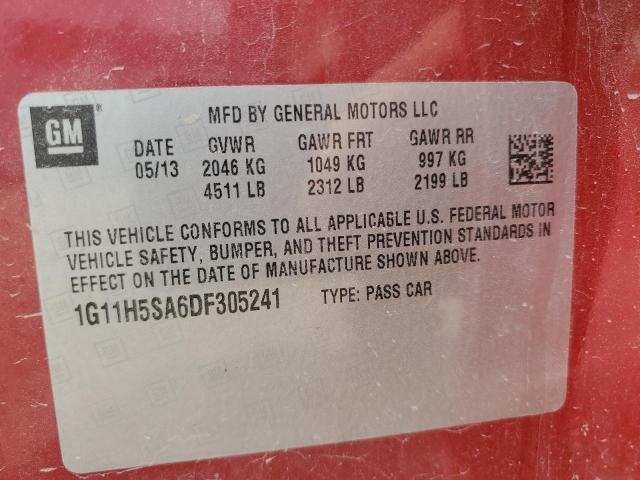 GM ®
MFD BY GENERAL MOTORS LLC
DATE GVWR GAWR FRT GAWR RR
05/13 2046 KG 1049 KG 997 KG
4511 LB 2312 LB 2199 LB
THIS VEHICLE CONFORMS TO ALL APPLICABLE U.S. FEDERAL MOTOR
VEHICLE SAFETY, BUMPER, AND THEFT PREVENTION STANDARDS IN
EFFECT ON THE DATE OF MANUFACTURE SHOWN ABOVE.
1G11H5SA6DF305241 TYPE: PASS CAR